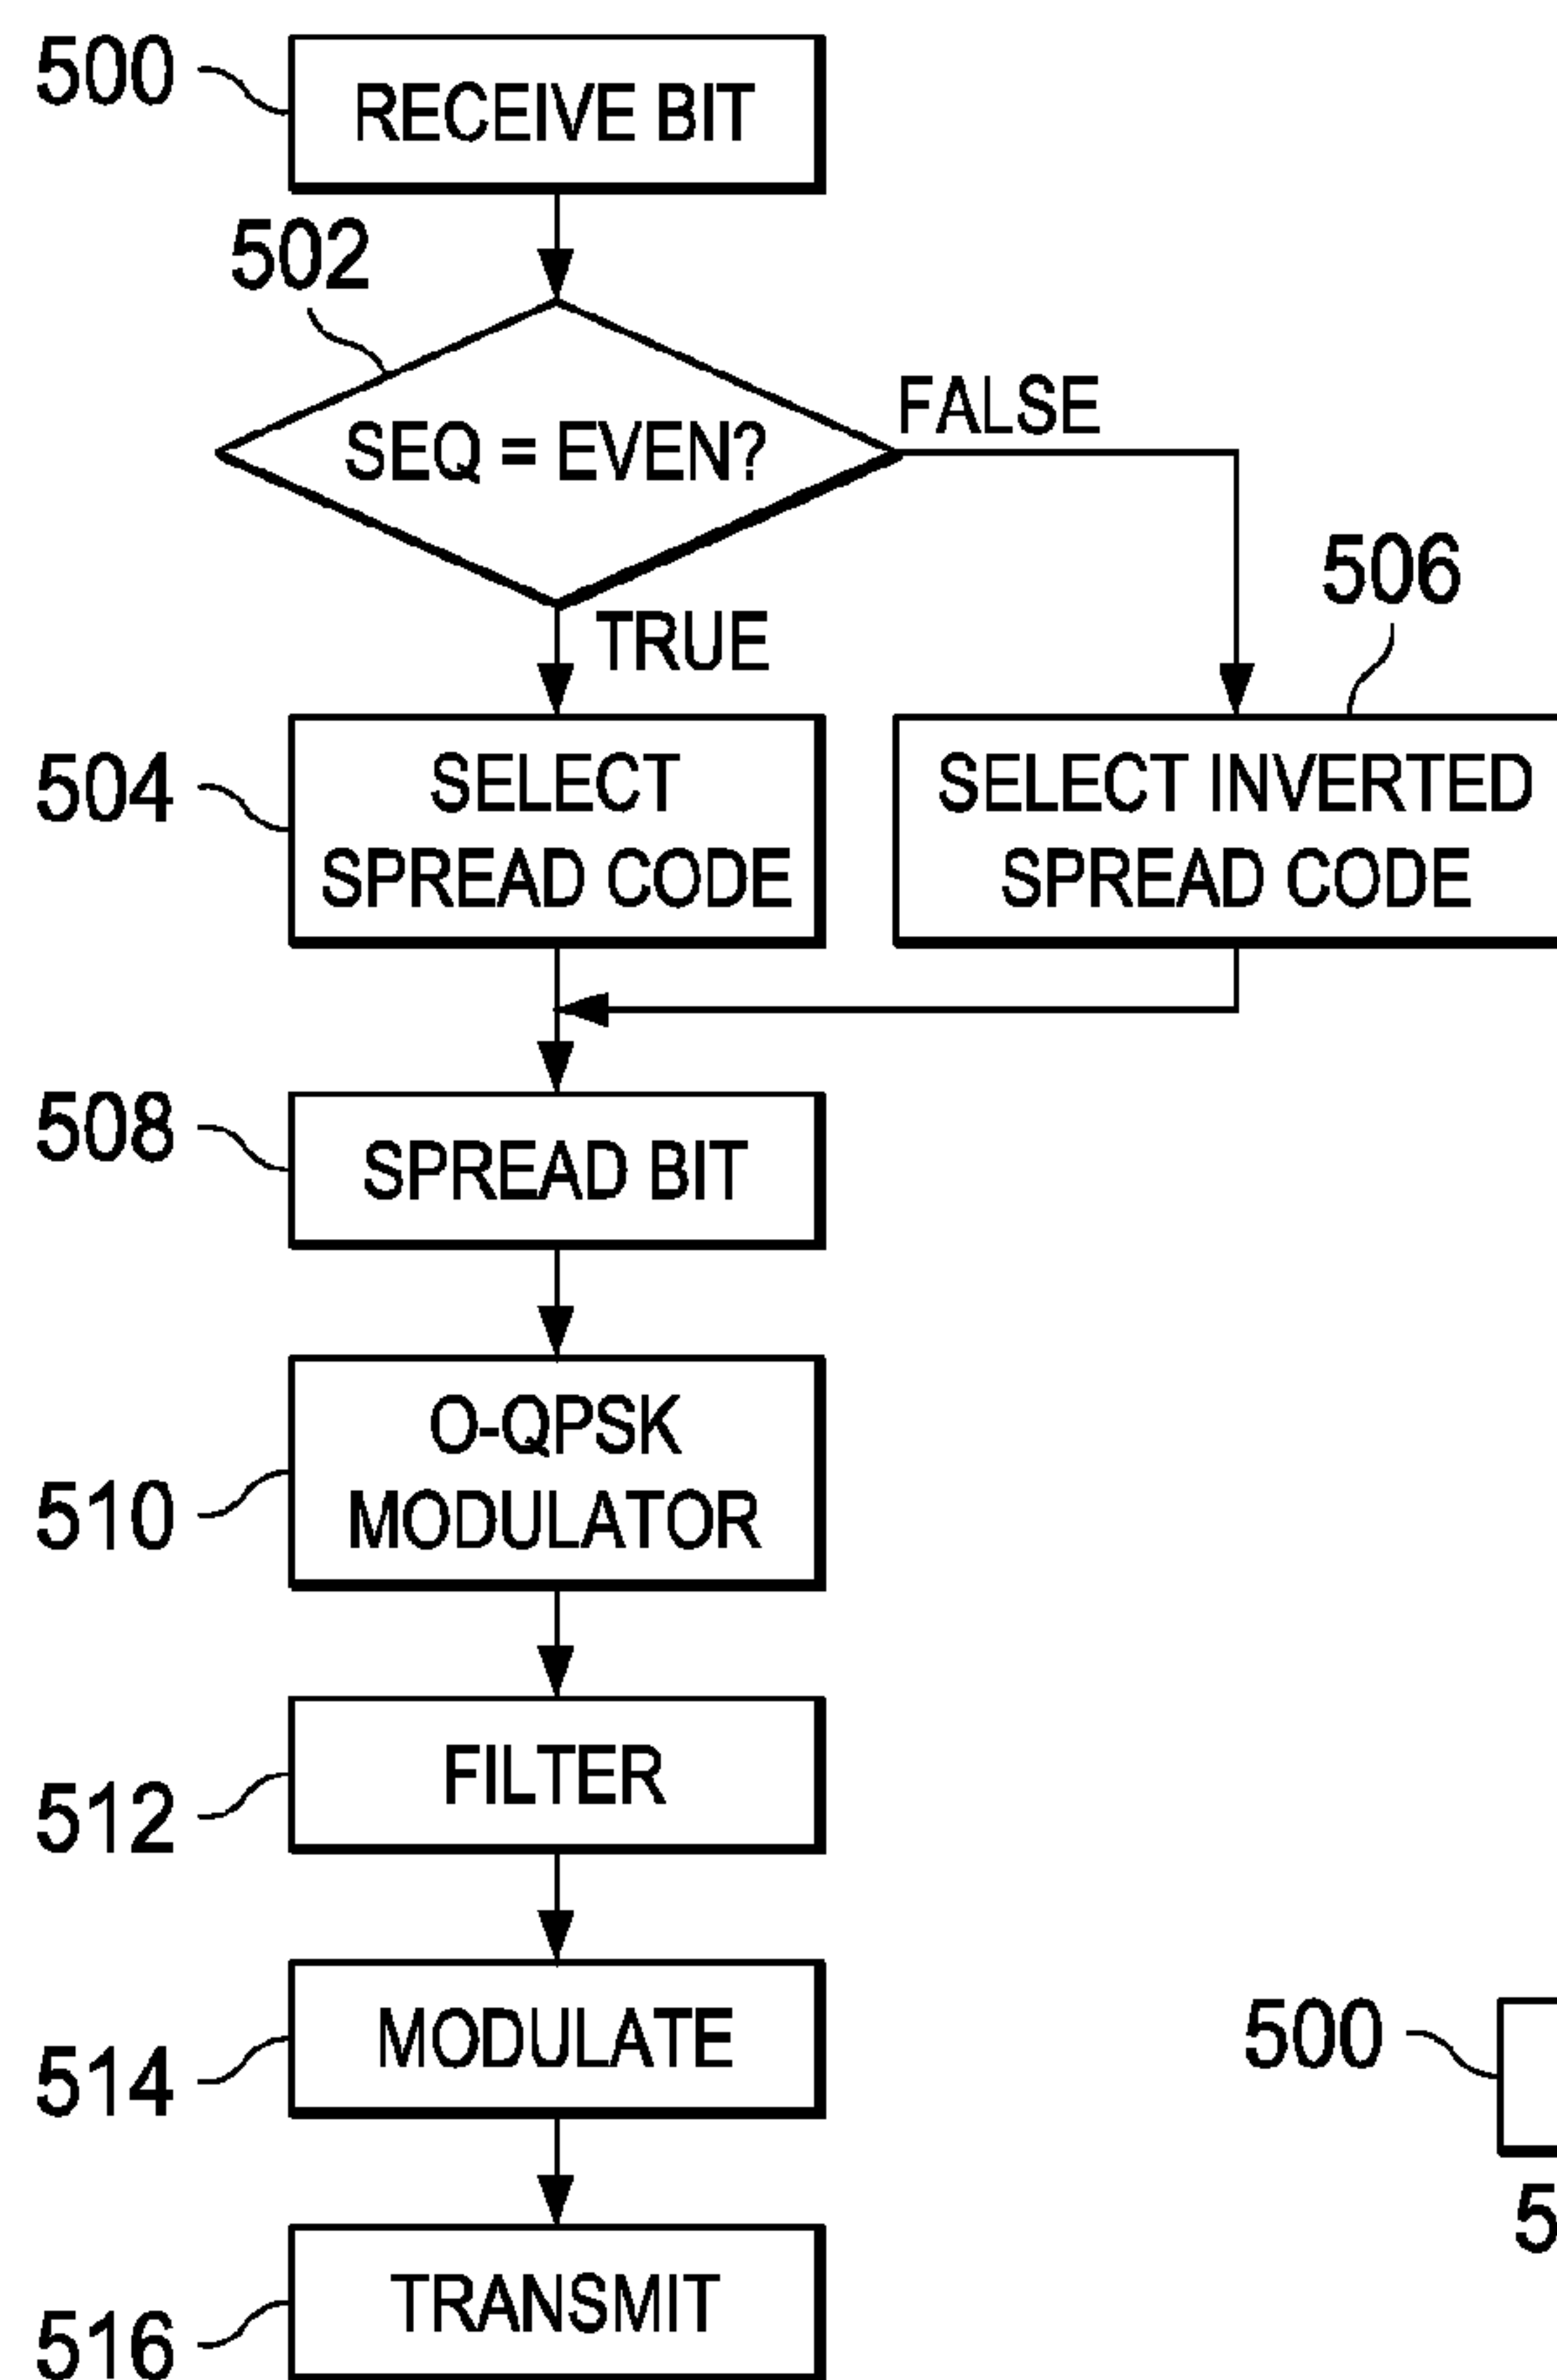 500
RECEIVE BIT
502
SEQ = EVEN?
FALSE
TRUE
506
504
SELECT
SPREAD CODE
SELECT INVERTED
SPREAD CODE
508
SPREAD BIT
510
O-QPSK
MODULATOR
512
FILTER
514
MODULATE
500
516
TRANSMIT